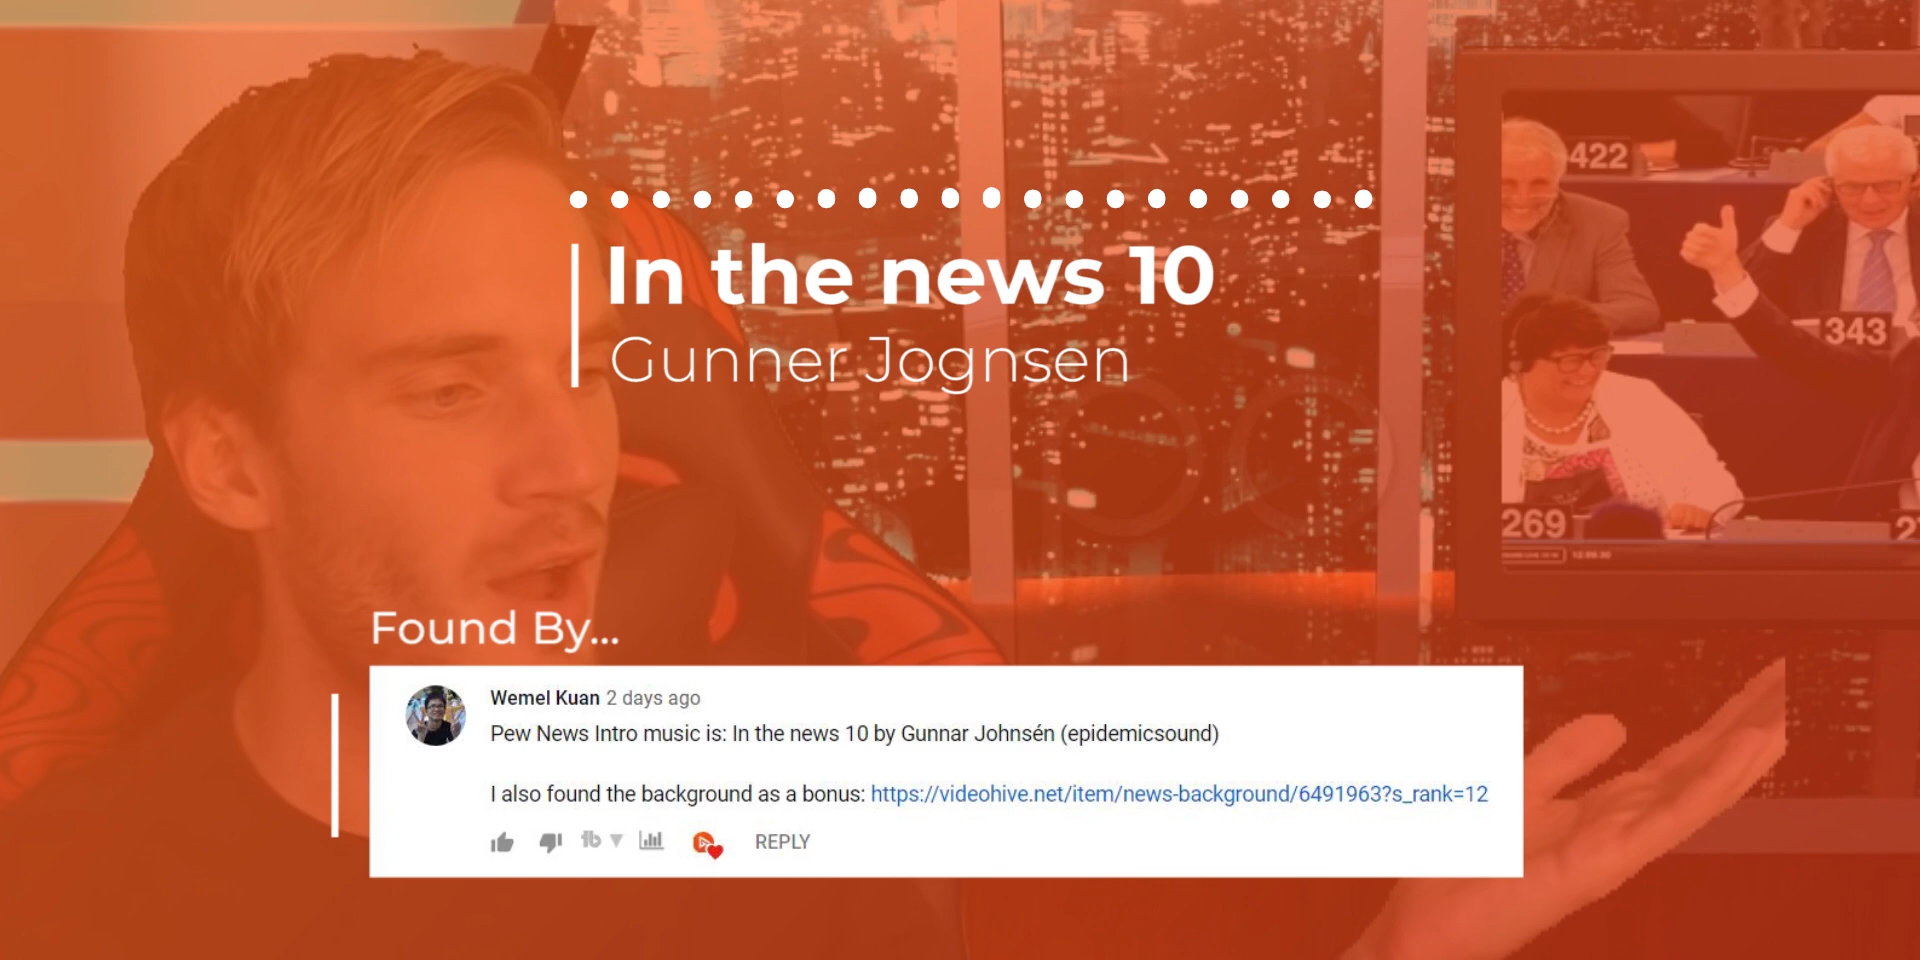 422
In the news 10
343
Gunner Jognsen
269
Found By...
Wemel Kuan 2 days ago
Pew News Intro music is: In the news 10 by Gunnar Johnsén (epidemicsound)
I also found the background as a bonus: https://videohive.net/item/news-background/6491963?s_rank=12
REPLY